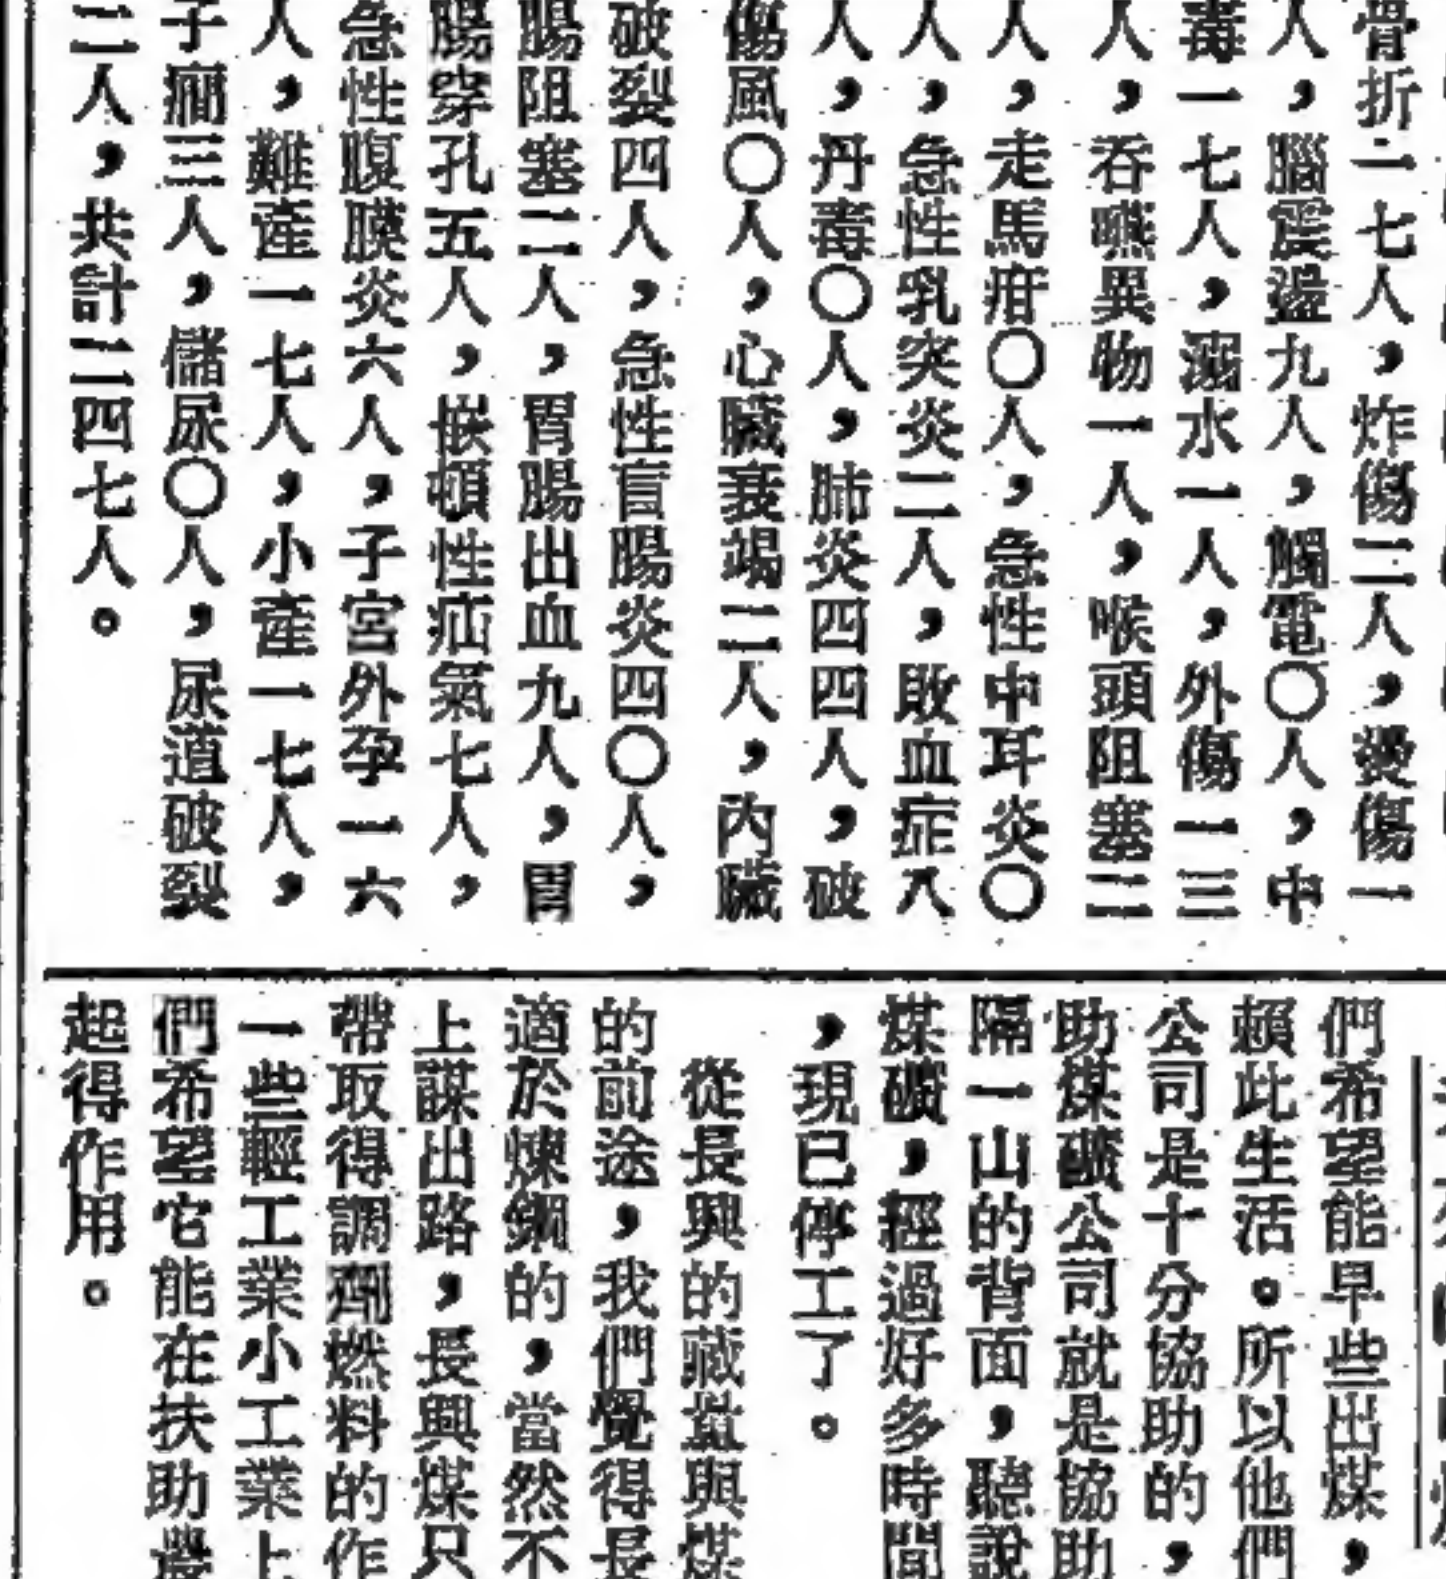 骨折二七人，炸傷二人，燙傷一
人，腦震盪九人，觸電〇人，中
毒一七人，溺水一人，外傷一三
人，吞嚥異物一人，喉頭阻塞二
人，走馬疳〇人，急性中耳炎〇
人，急性乳突炎二人，敗血症八
人，丹毒〇人，肺炎四四人，破
傷風〇人，心臟衰竭二人，內臟
破裂四人，急性盲腸炎四〇人，
腸阻塞二人，胃腸出血九人，胃
腸穿孔五人，嵌頓性疝氣七人，
急性腹膜炎六人，子宮外孕一六
人，難產一七人，小產一七人，
子癇三人，儲尿〇人，尿道破裂
二人，共計二四七人。
們希望能早些出煤，
賴此生活。所以他們
公司是十分協助的，
助煤礦公司就是協助
隔一山的背面，聽說
煤礦，經過好多時間
，現已停工了。
從長興的藏量與煤
的前途，我們覺得長
適於煉鋼的，當然不
上謀出路，長興煤只
帶取得調劑燃料的作
一些輕工業小工業上
們希望它能在扶助農
起得作用。